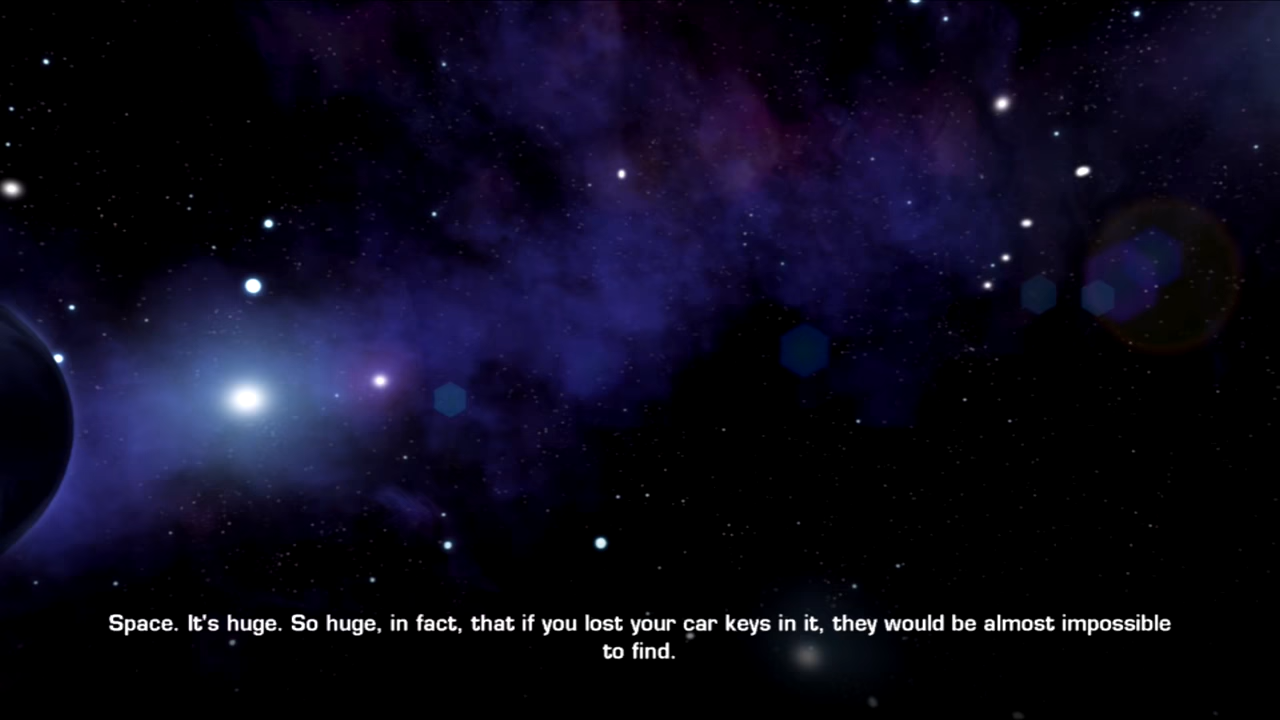 Space. It's huge. So huge, in fact, that if you lost your car keys in it, they would be almost impossible
to find.